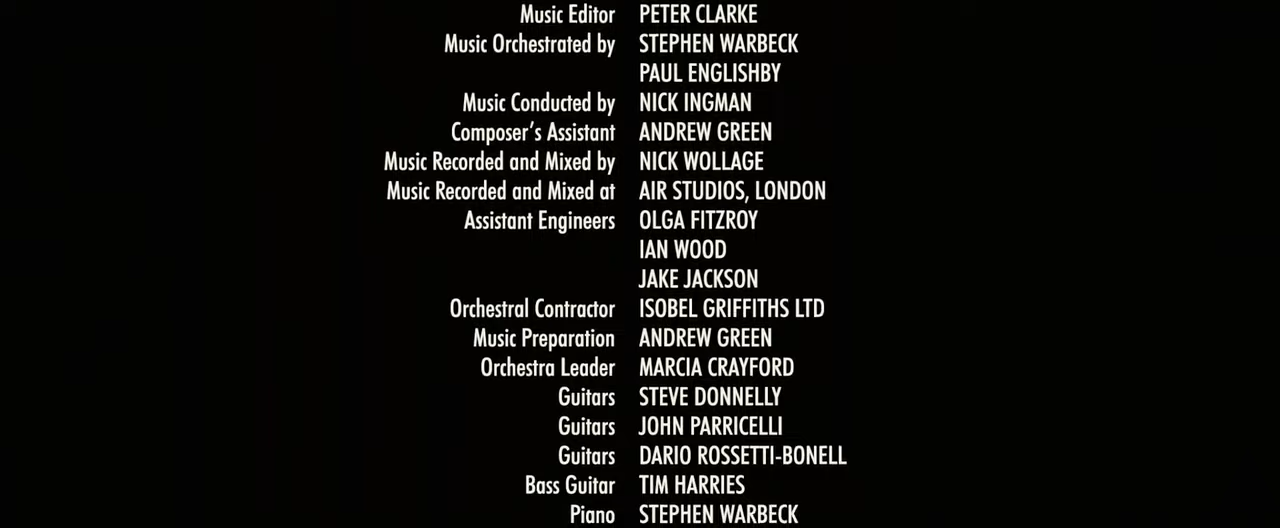 Music Editor PETER CLARKE
Music Orchestrated by STEPHEN WARBECK
PAUL ENGLISHBY
Music Conducted by NICK INGMAN
Composer's Assistant ANDREW GREEN
Music Recorded and Mixed by NICK WOLLAGE
Music Recorded and Mixed at AIR STUDIOS, LONDON
Assistant Engineers OLGA FITZROY
IAN WOOD
JAKE JACKSON
Orchestral Contractor ISOBEL GRIFFITHS LTD
Music Preparation ANDREW GREEN
Orchestra Leader MARCIA CRAYFORD
Guitars STEVE DONNELLY
Guitars JOHN PARRICELLI
Guitars DARIO ROSSETTI-BONELL
Bass Guitar TIM HARRIES
Piano STEPHEN WARBECK